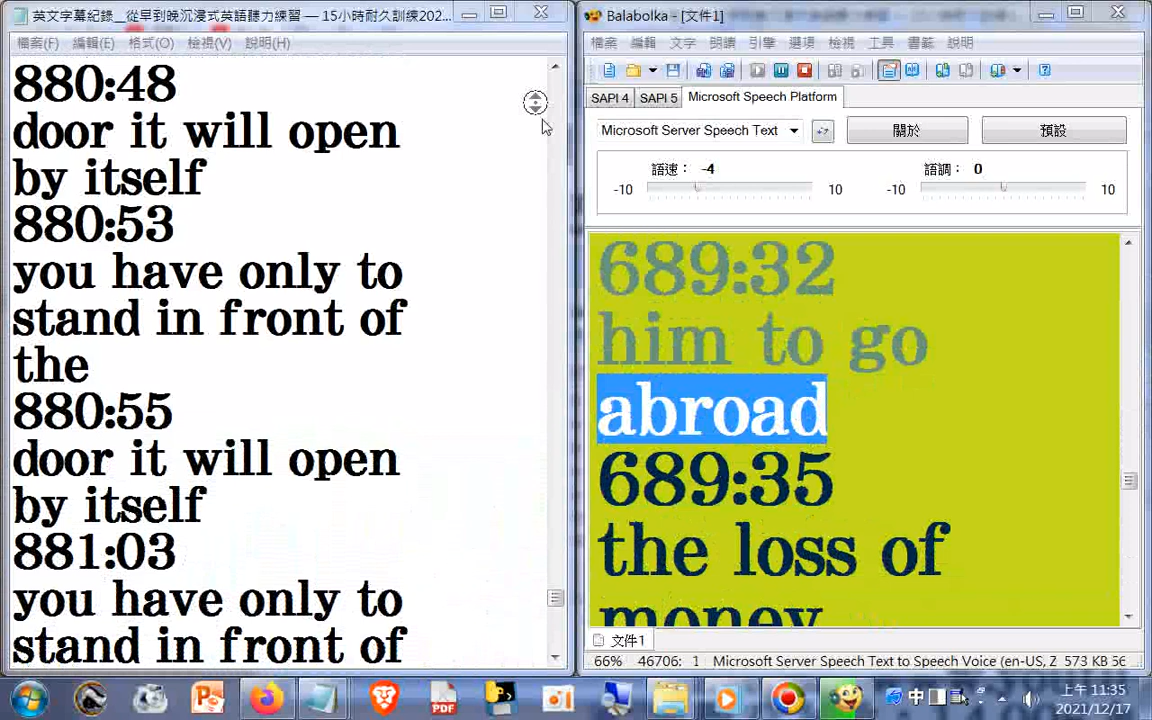 英文字幕紀錄__從早到晚沉浸式英語聽力練習 — 15小時耐久訓練202...
檔案(F) 編輯(E) 格式(O) 檢視(V) 說明(H)
880:48
door it will open
by itself
880:53
you have only to
stand in front of
the
880:55
door it will open
by itself
881:03
you have only to
stand in front of
Balabolka - [文件1]
檔案 編輯 文字 朗讀 引擎 選項 檢視 工具 書籤 說明
SAPI 4 SAPI 5 Microsoft Speech Platform
Microsoft Server Speech Text 關於 預設
語速： -4 語調： 0
-10 10 -10 10
689:32
him to go
abroad
689:35
the loss of
money
文件1
66% 46706: 1 Microsoft Server Speech Text to Speech Voice (en-US, Z 573 KB 56
中
上午 11:35
2021/12/17